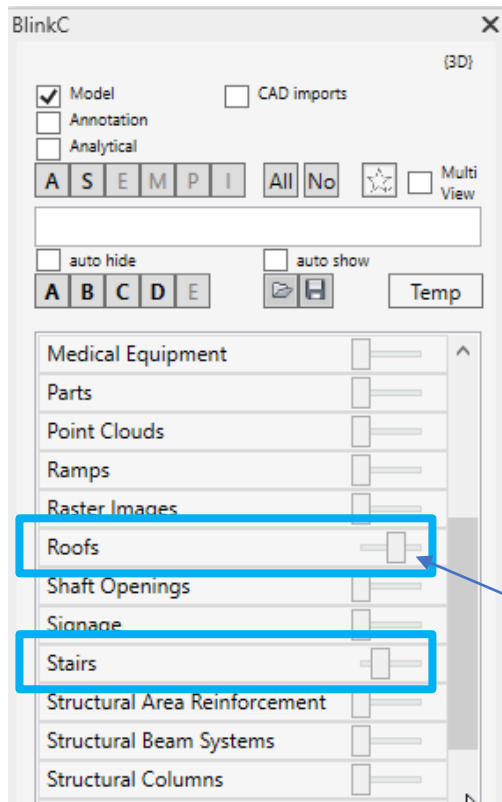 BlinkC
{3D}
Model CAD imports
Annotation
Analytical
A S E M P I All No Multi View
auto hide auto show
A B C D E Temp
Medical Equipment
Parts
Point Clouds
Ramps
Raster Images
Roofs
Shaft Openings
Signage
Stairs
Structural Area Reinforcement
Structural Beam Systems
Structural Columns